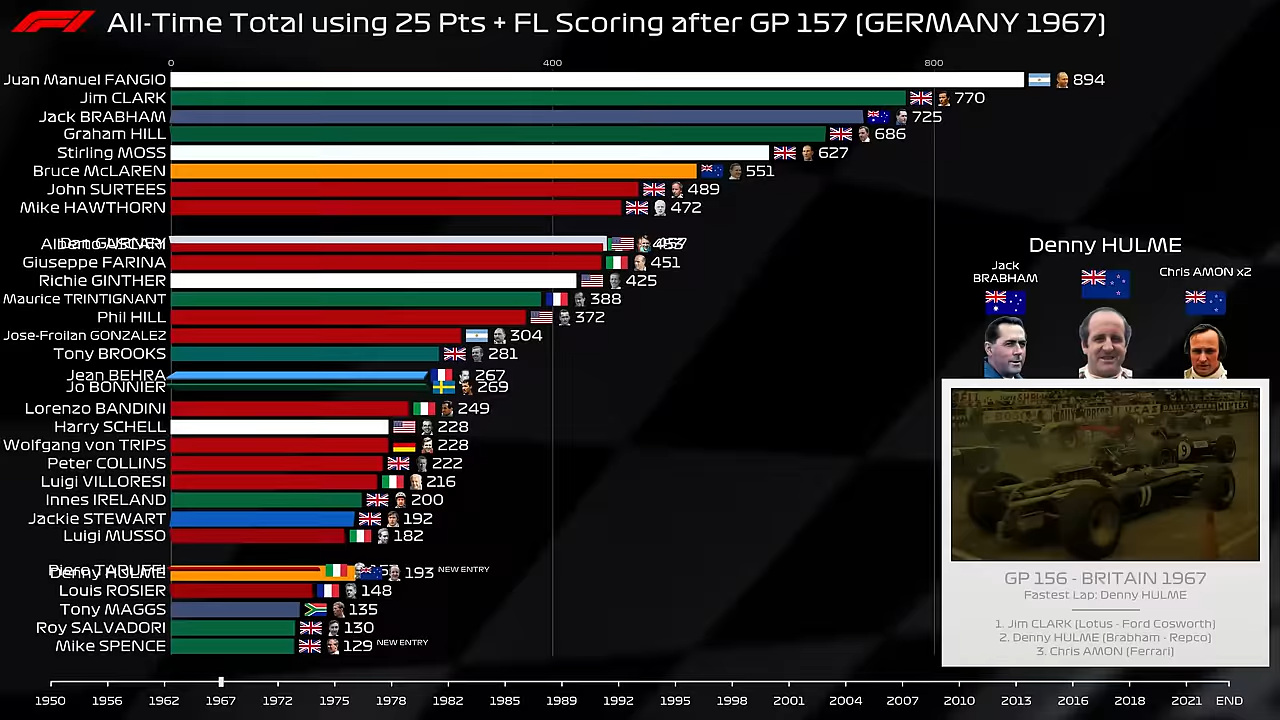 F1 All-Time Total using 25 Pts + FL Scoring after GP 157 (GERMANY 1967)
0 400 800
Juan Manuel FANGIO 894
Jim CLARK 770
Jack BRABHAM 725
Graham HILL 686
Stirling MOSS 627
Bruce McLAREN 551
John SURTEES 489
Mike HAWTHORN 472
Giuseppe FARINA 451
Richie GINTHER 425
Maurice TRINTIGNANT 388
Phil HILL 372
Jose-Froilan GONZALEZ 304
Tony BROOKS 281
Jean BEHRA 267
Jo BONNIER 269
Lorenzo BANDINI 249
Harry SCHELL 228
Wolfgang von TRIPS 228
Peter COLLINS 222
Luigi VILLORESI 216
Innes IRELAND 200
Jackie STEWART 192
Luigi MUSSO 182
Piero TARUFFI
Denny HULME 193 NEW ENTRY
Louis ROSIER 148
Tony MAGGS 135
Roy SALVADORI 130
Mike SPENCE 129 NEW ENTRY
Denny HULME
Jack
BRABHAM
Chris AMON x2
9
11
GP 156 - BRITAIN 1967
Fastest Lap: Denny HULME
1. Jim CLARK (Lotus - Ford Cosworth)
2. Denny HULME (Brabham - Repco)
3. Chris AMON (Ferrari)
1950 1956 1962 1967 1972 1975 1978 1982 1985 1989 1992 1995 1998 2001 2004 2007 2010 2013 2016 2018 2021 END